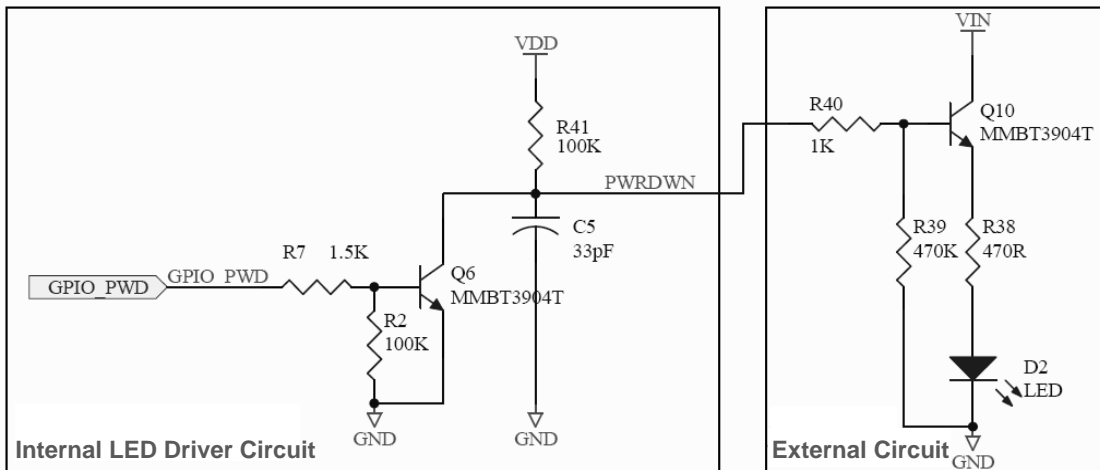 VDD
VIN
R41
100K
R40
1K
Q10
MMBT3904T
PWRDWN
C5
33pF
R39
470K
R38
470R
R7 1.5K
GPIO_PWD
GPIO_PWD
Q6
MMBT3904T
R2
100K
D2
LED
GND
GND
GND
Internal LED Driver Circuit
External Circuit